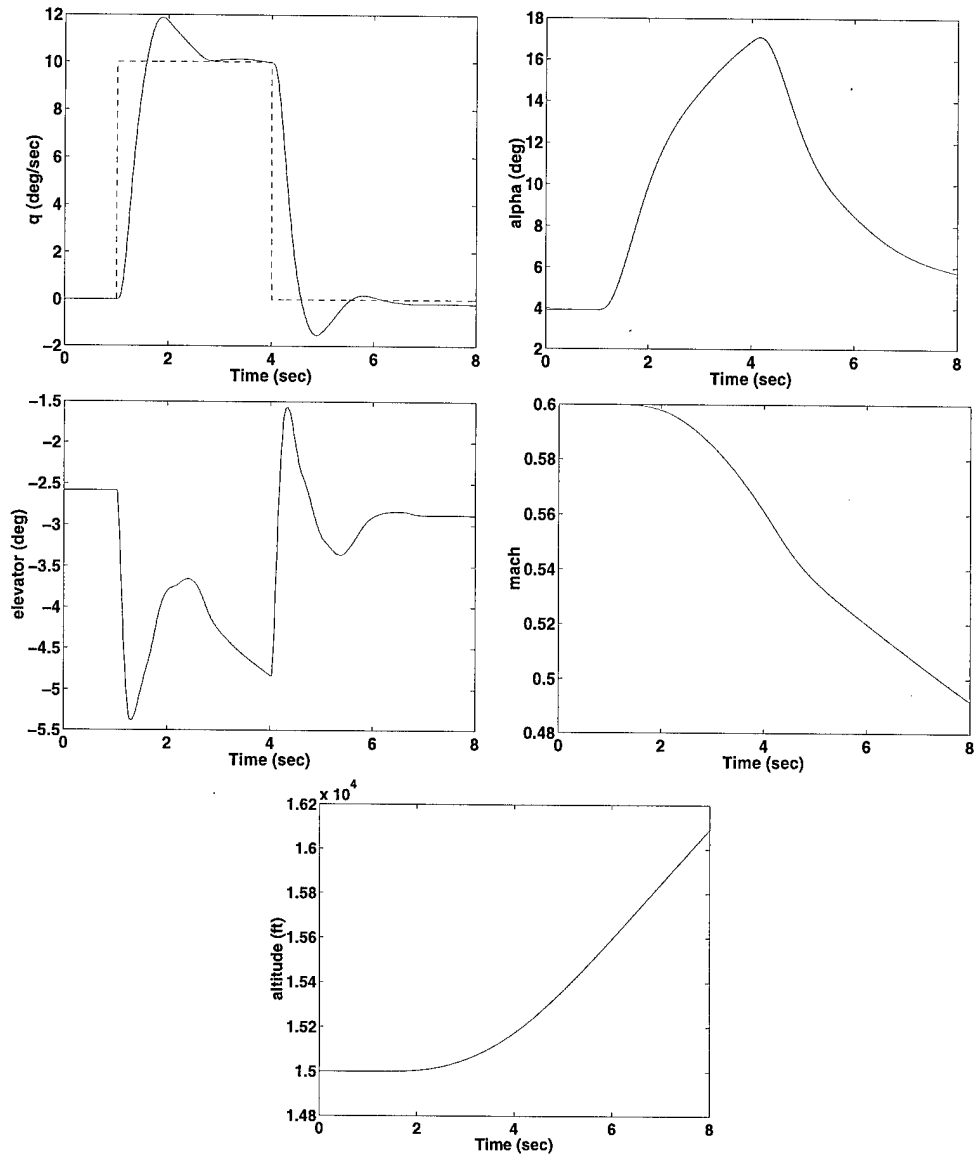 12
10
8
6
4
2
0
−2
q (deg/sec)
0 2 4 6 8
Time (sec)
18
16
14
12
10
8
6
4
2
alpha (deg)
0 2 4 6 8
Time (sec)
−1.5
−2
−2.5
−3
−3.5
−4
−4.5
−5
−5.5
elevator (deg)
0 2 4 6 8
Time (sec)
0.6
0.58
0.56
0.54
0.52
0.5
0.48
mach
0 2 4 6 8
Time (sec)
x 10^4
1.62
1.6
1.58
1.56
1.54
1.52
1.5
1.48
altitude (ft)
0 2 4 6 8
Time (sec)